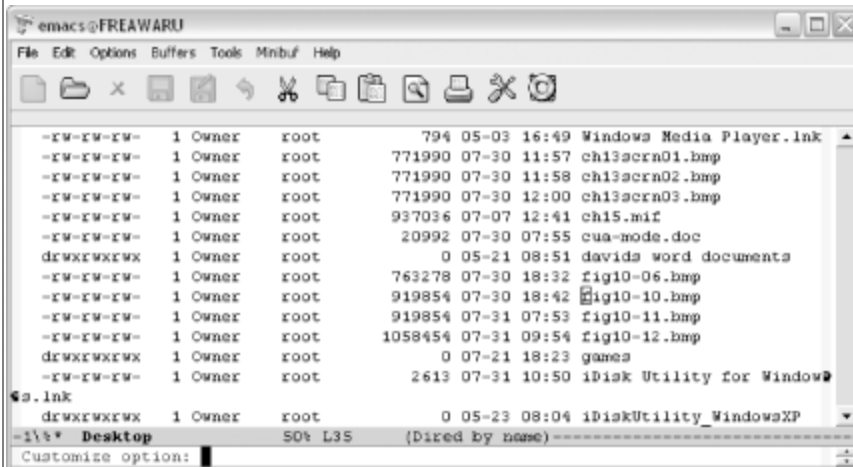 emacs@FREAWARU
File Edit Options Buffers Tools Minibuf Help
-rw-rw-rw- 1 Owner root 794 05-03 16:49 Windows Media Player.lnk
-rw-rw-rw- 1 Owner root 771990 07-30 11:57 ch13scrn01.bmp
-rw-rw-rw- 1 Owner root 771990 07-30 11:58 ch13scrn02.bmp
-rw-rw-rw- 1 Owner root 771990 07-30 12:00 ch13scrn03.bmp
-rw-rw-rw- 1 Owner root 937036 07-07 12:41 ch15.mif
-rw-rw-rw- 1 Owner root 20992 07-30 07:55 cua-mode.doc
drwxrwxrwx 1 Owner root 0 05-21 08:51 davids word documents
-rw-rw-rw- 1 Owner root 763278 07-30 18:32 fig10-06.bmp
-rw-rw-rw- 1 Owner root 919854 07-30 18:42 fig10-10.bmp
-rw-rw-rw- 1 Owner root 919854 07-31 07:53 fig10-11.bmp
-rw-rw-rw- 1 Owner root 1058454 07-31 09:54 fig10-12.bmp
drwxrwxrwx 1 Owner root 0 07-21 18:23 games
-rw-rw-rw- 1 Owner root 2613 07-31 10:50 iDisk Utility for Window
s.lnk
drwxrwxrwx 1 Owner root 0 05-23 08:04 iDiskUtility_WindowsXP
-1\%* Desktop 50% L35 (Dired by name)------------------------------
Customize option: